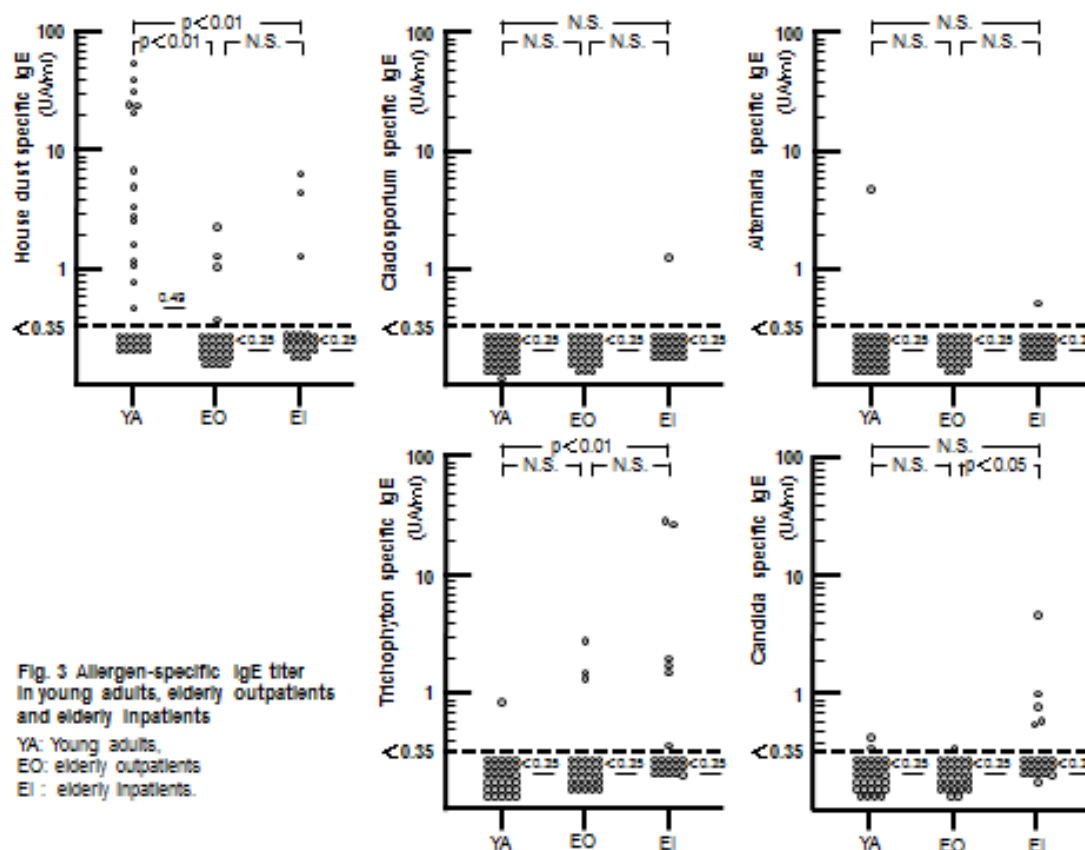 p<0.01
p<0.01 N.S.
House dust specific IgE
(UA/ml)
100
10
1
<0.35
0.49
<0.25
<0.25
YA EO EI
N.S.
N.S. N.S.
Cladosporium specific IgE
(UA/ml)
100
10
1
<0.35
<0.25 <0.25 <0.25
YA EO EI
N.S.
N.S. N.S.
Alternaria specific IgE
(UA/ml)
100
10
1
<0.35
<0.25 <0.25 <0.2
YA EO EI
p<0.01
N.S. N.S.
Trichophyton specific IgE
(UA/ml)
100
10
1
<0.35
<0.25 <0.25 <0.25
YA EO EI
N.S.
N.S. p<0.05
Candida specific IgE
(UA/ml)
100
10
1
<0.35
<0.25 <0.25 <0.2
YA EO EI
Fig. 3 Allergen-specific IgE titer
in young adults, elderly outpatients
and elderly inpatients
YA: Young adults,
EO: elderly outpatients
EI : elderly inpatients.